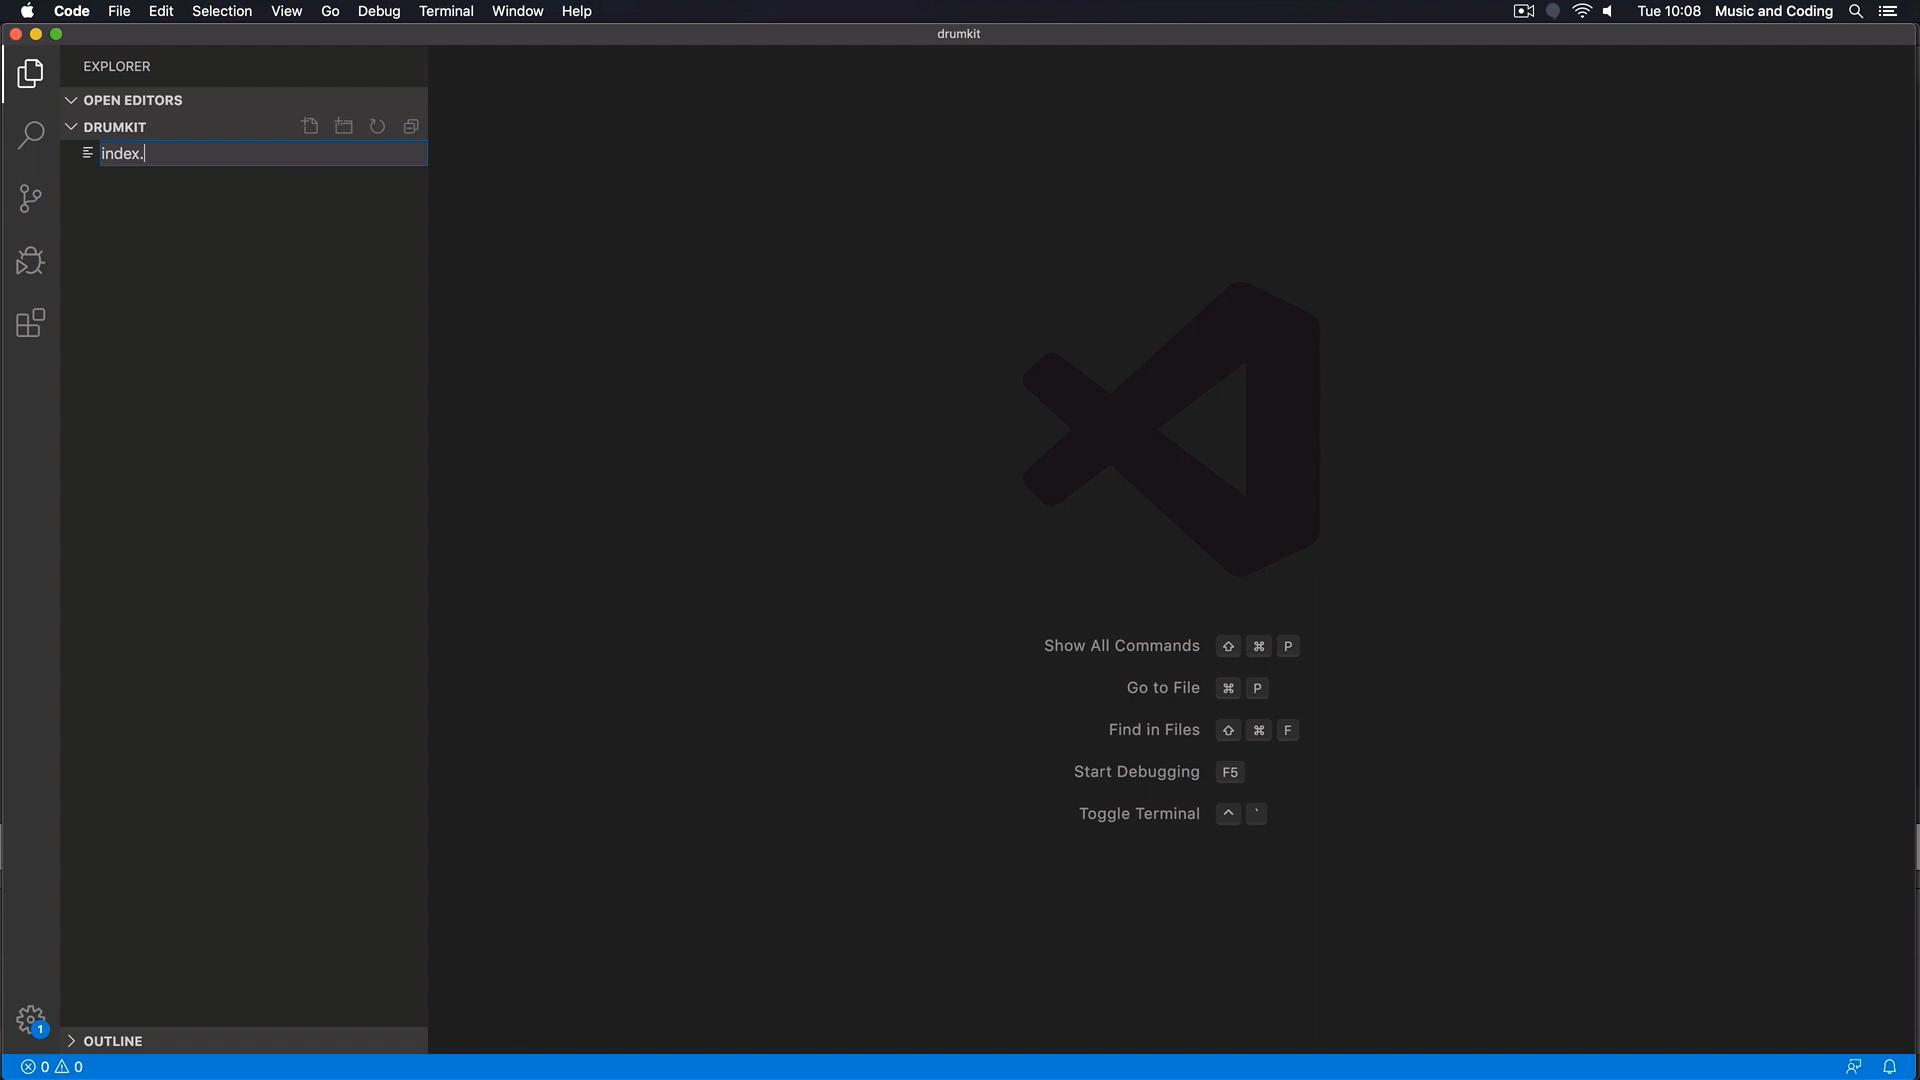 Code File Edit Selection View Go Debug Terminal Window Help Tue 10:08 Music and Coding
drumkit
EXPLORER
OPEN EDITORS
DRUMKIT
index.
Show All Commands ⇧ ⌘ P
Go to File ⌘ P
Find in Files ⇧ ⌘ F
Start Debugging F5
Toggle Terminal ^ `
1
OUTLINE
0 0